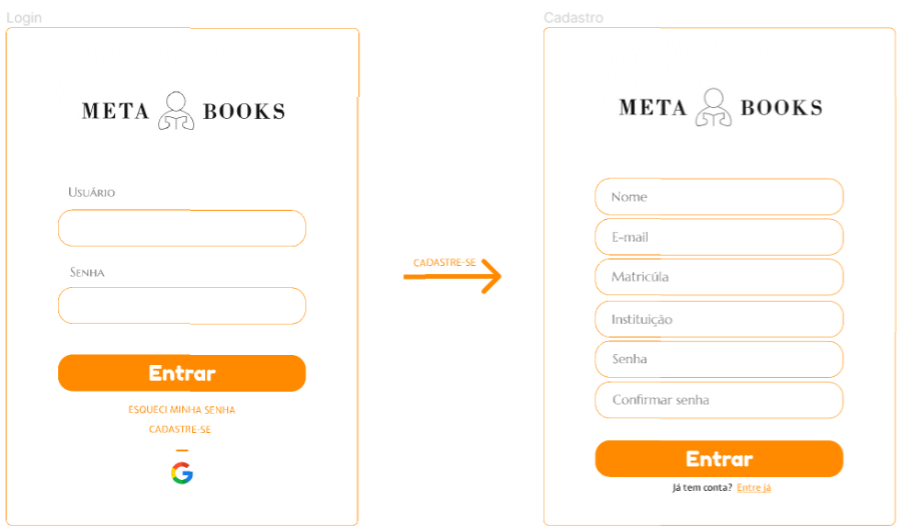 Login
META BOOKS
Usuário
Senha
Entrar
ESQUECI MINHA SENHA
CADASTRE-SE
CADASTRE-SE
Cadastro
META BOOKS
Nome
E-mail
Matricúla
Instituição
Senha
Confirmar senha
Entrar
Já tem conta? Entre já